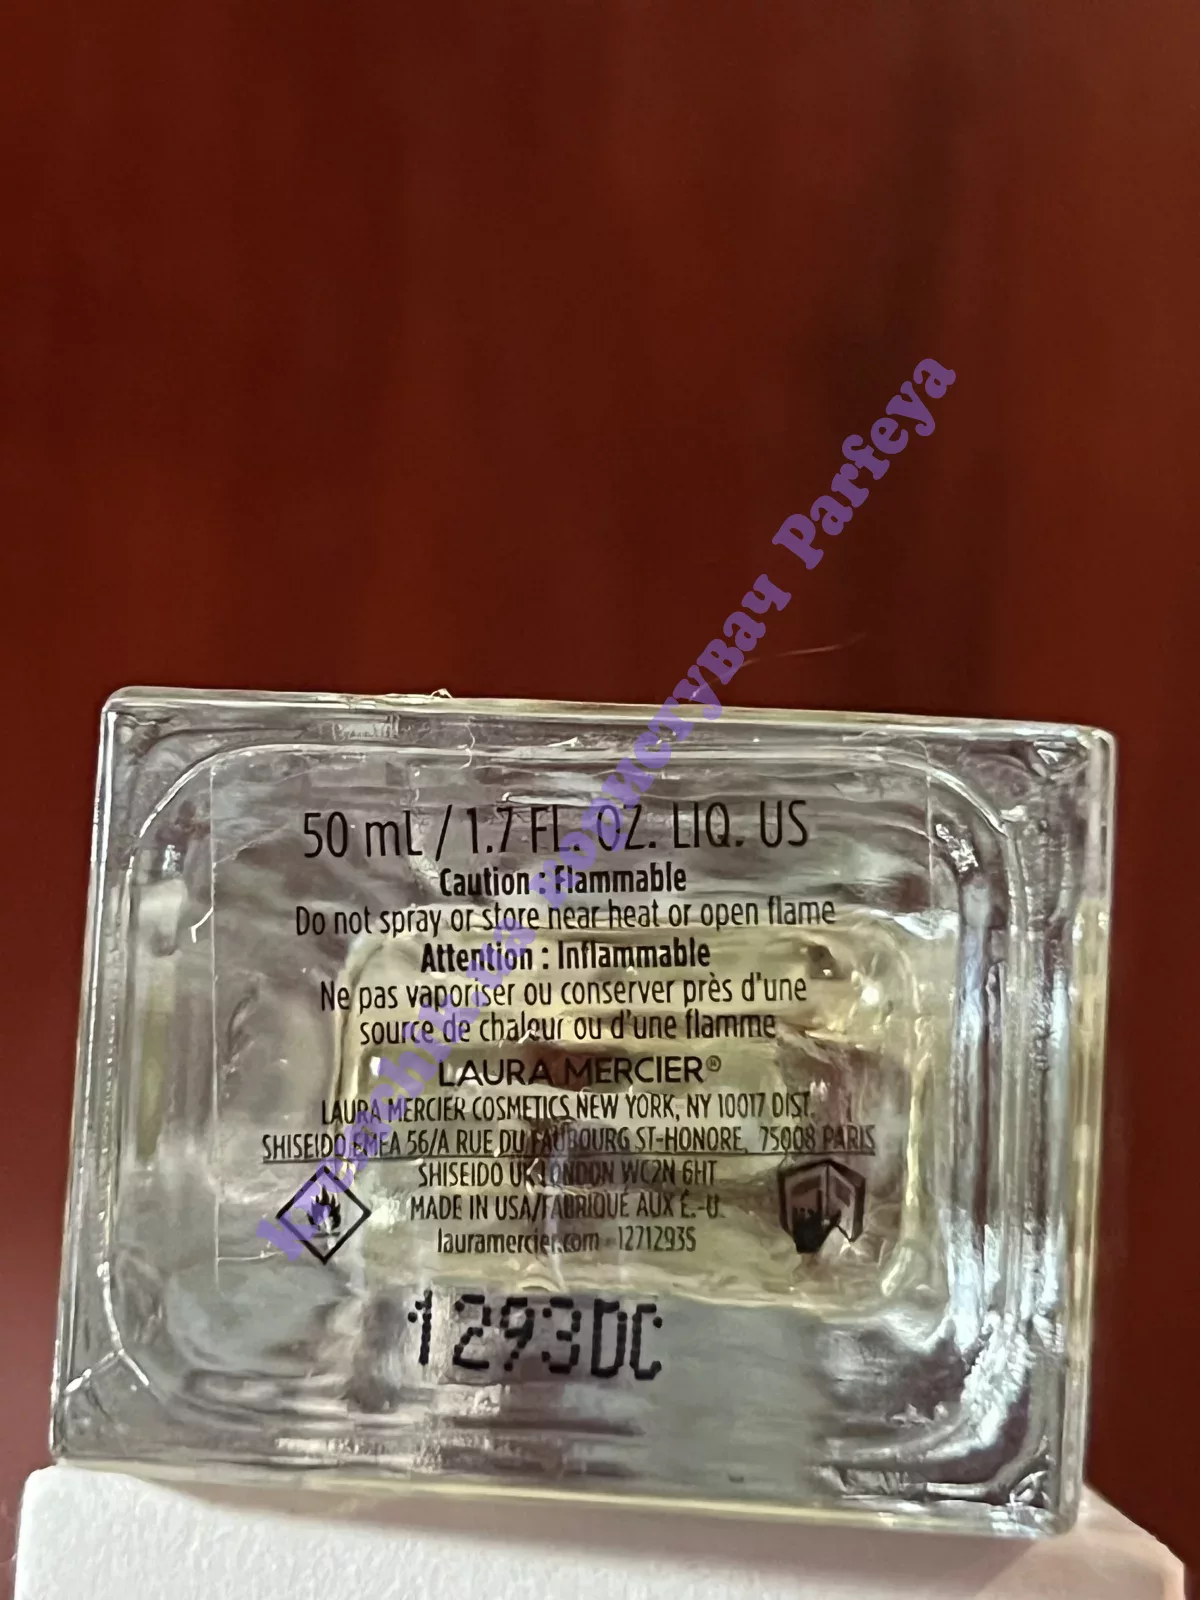 50 mL / 1.7 FL. OZ. LIQ. US
Caution : Flammable
Do not spray or store near heat or open flame
Attention : Inflammable
Ne pas vaporiser ou conserver près d'une
source de chaleur ou d'une flamme
LAURA MERCIER®
LAURA MERCIER COSMETICS NEW YORK, NY 10017 DIST.
SHISEIDO EMEA 56/A RUE DU FAUBOURG ST-HONORE, 75008 PARIS
SHISEIDO UK LONDON WC2N 6HT
MADE IN USA/FABRIQUÉ AUX É.-U.
lauramercier.com 12712935
1293DC
КористуВач Parfeya